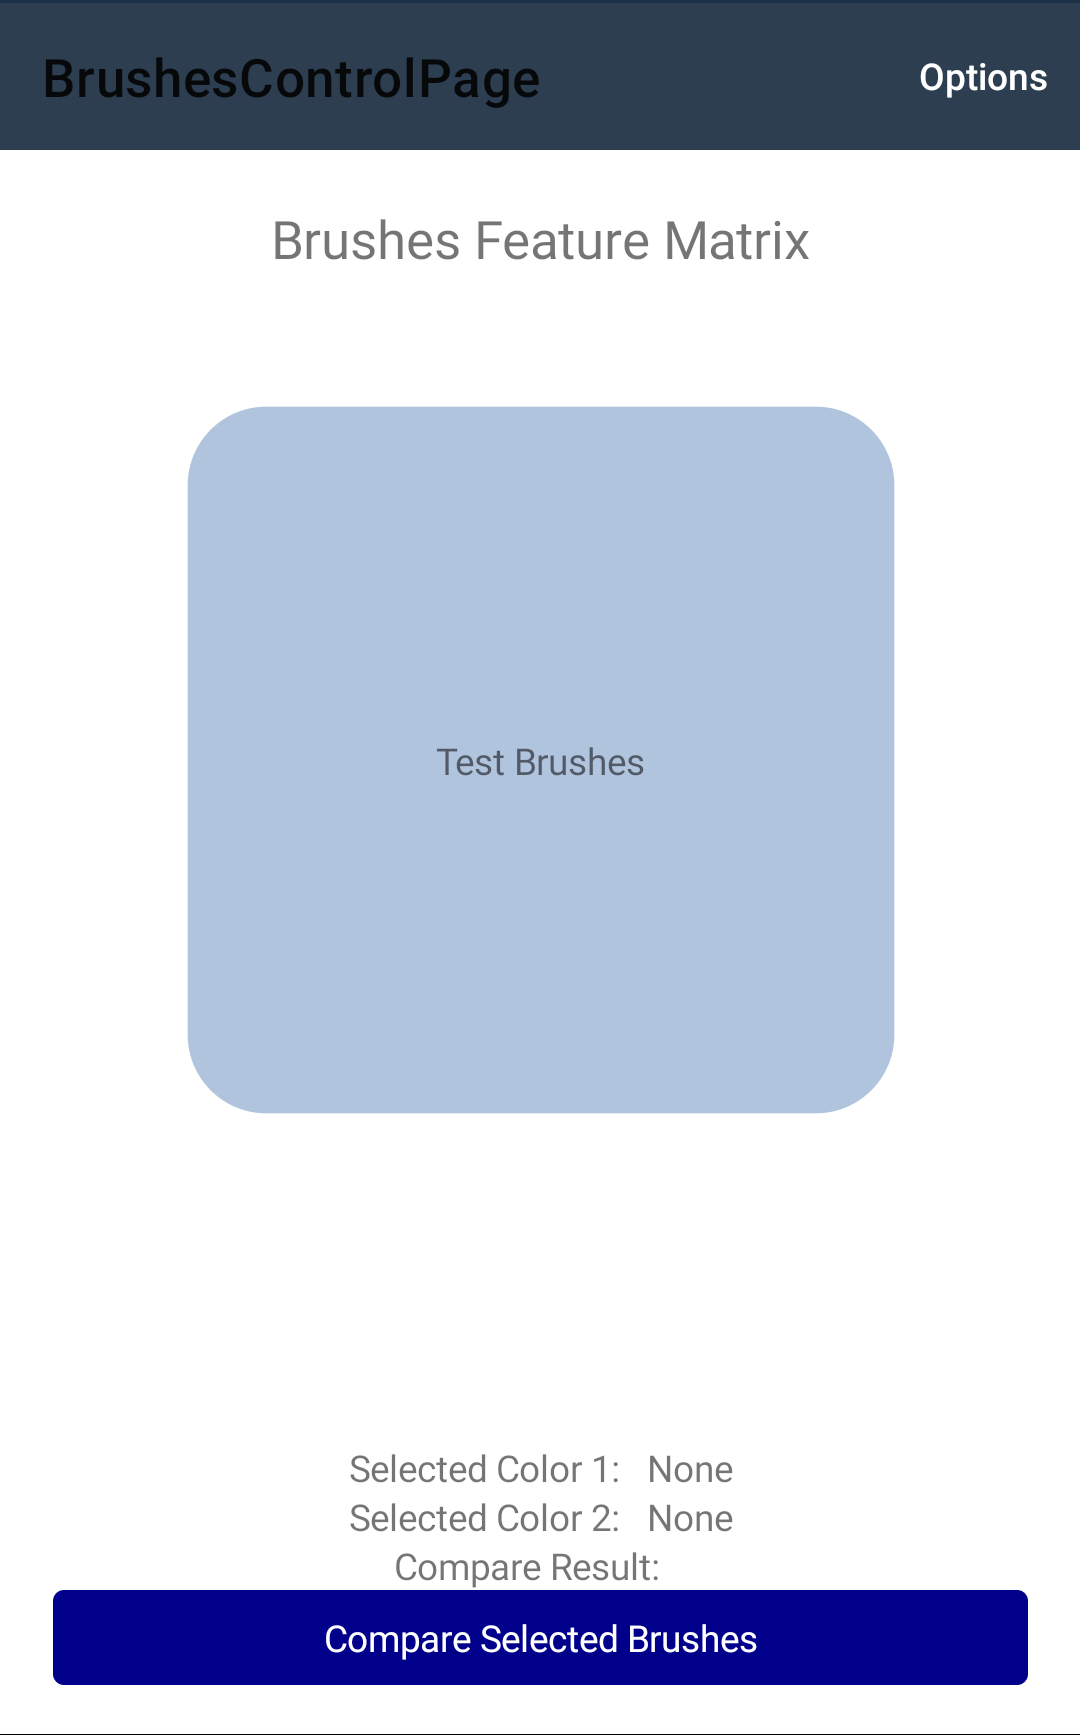 BrushesControlPage Options
Brushes Feature Matrix
Test Brushes
Selected Color 1: None
Selected Color 2: None
Compare Result:
Compare Selected Brushes